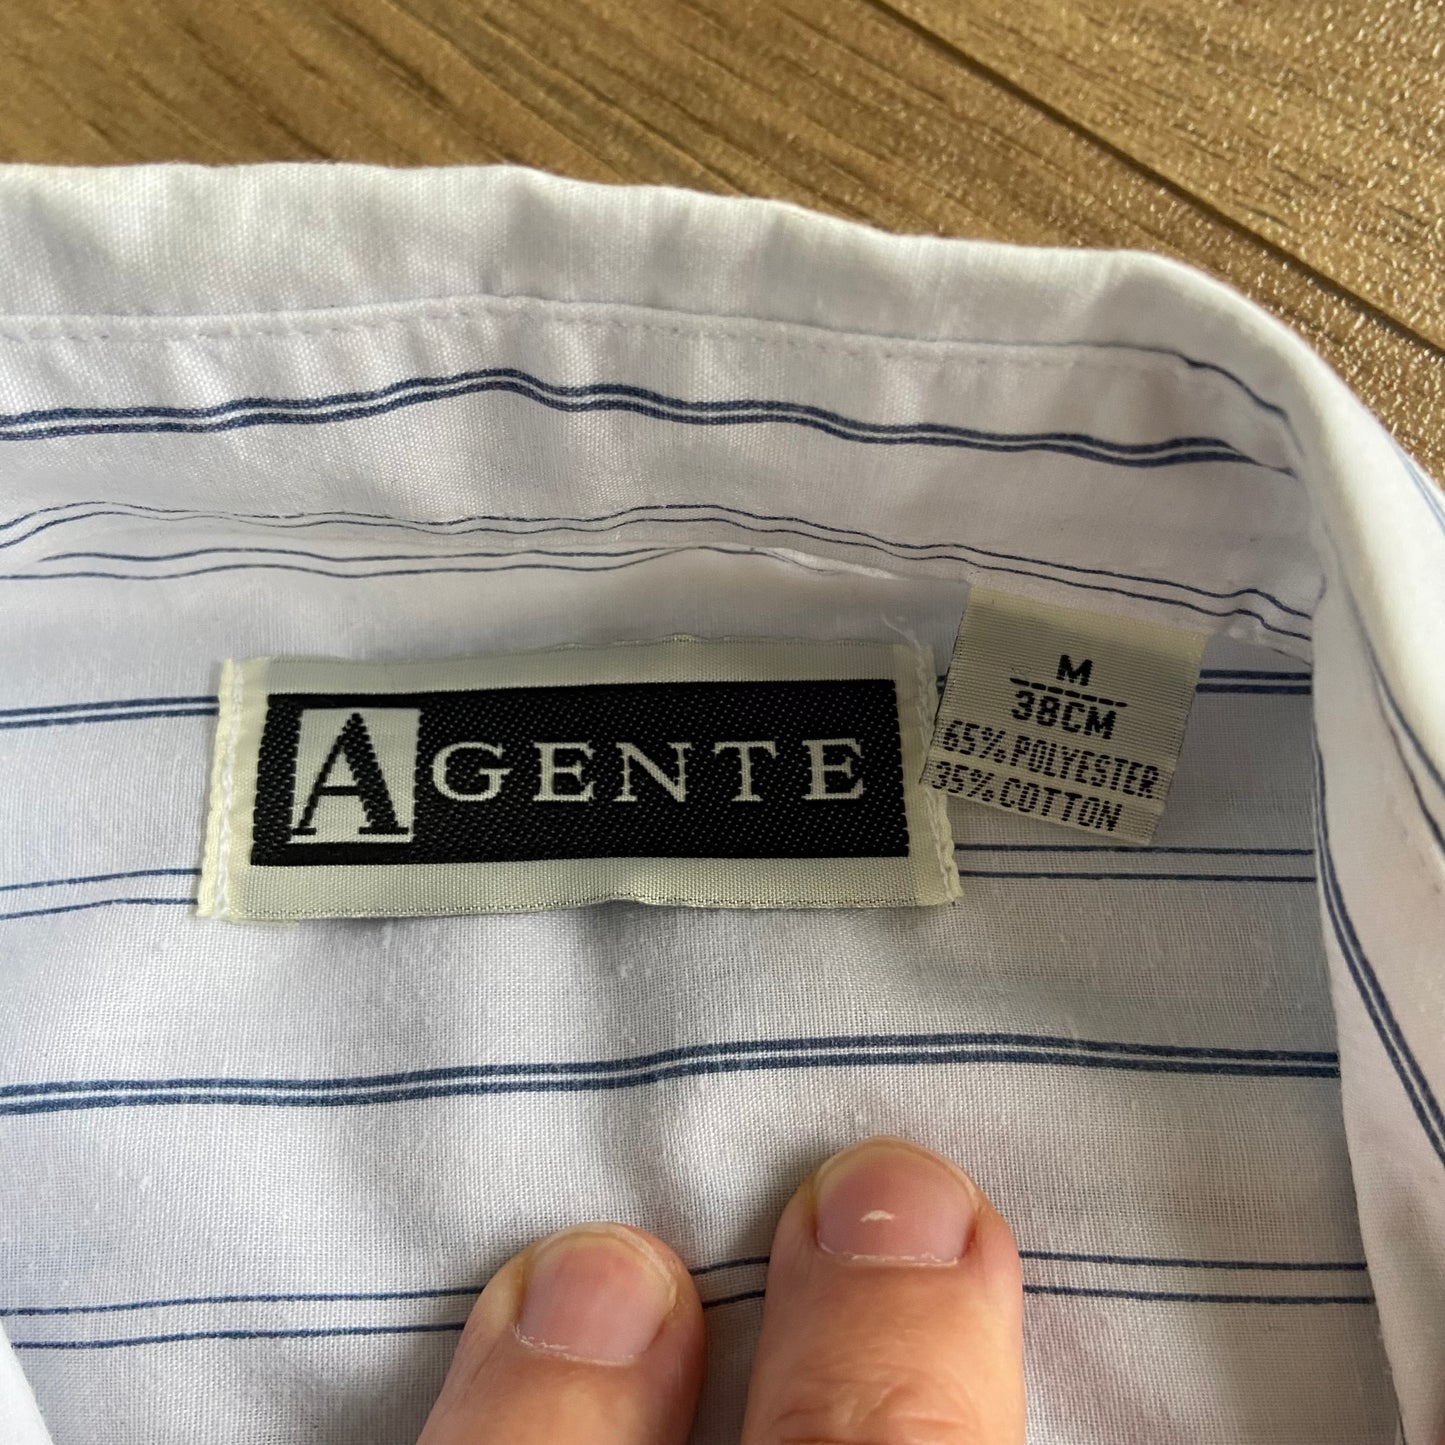 AGENTE
M
38CM
65% POLYESTER
35% COTTON